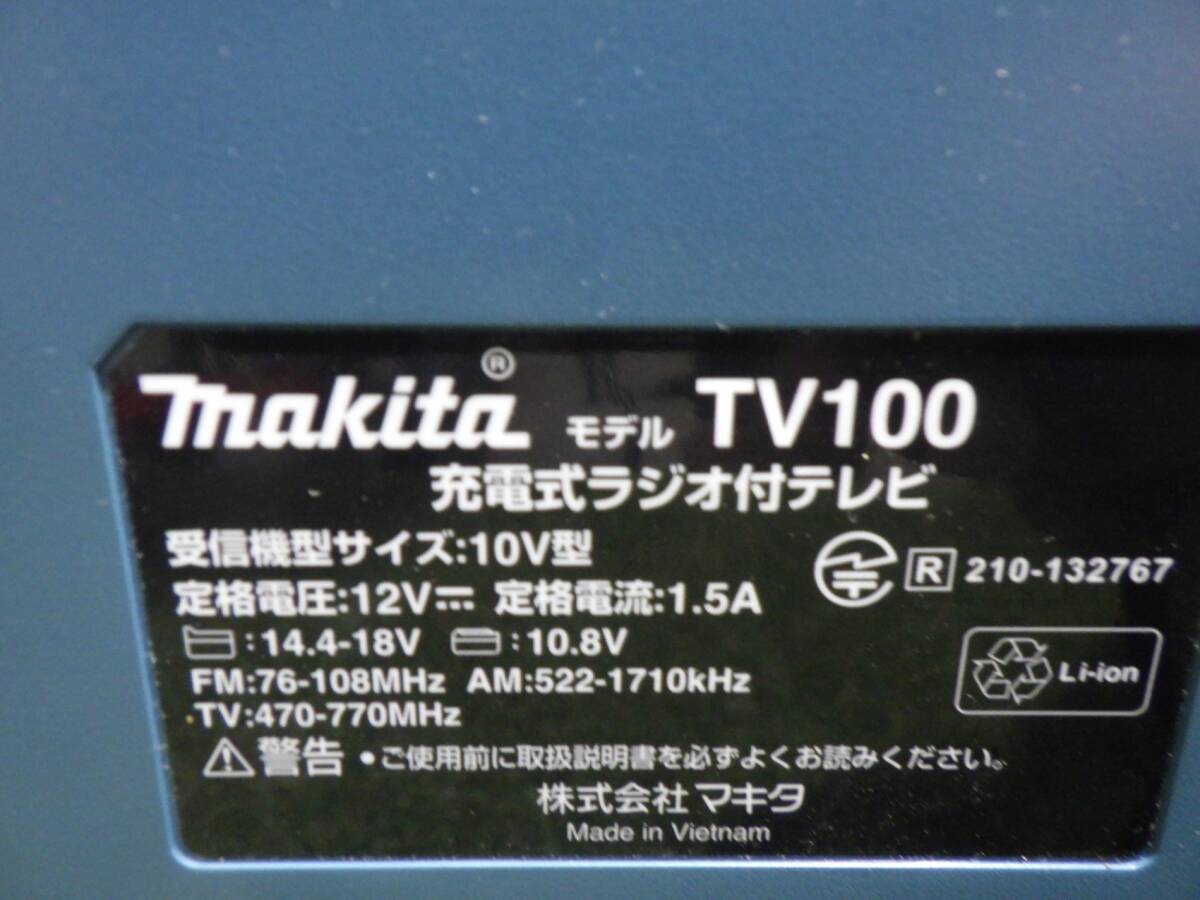 makita® モデル TV100
充電式ラジオ付テレビ
受信機型サイズ:10V型
定格電圧:12V⎓ 定格電流:1.5A
R 210-132767
:14.4-18V :10.8V
Li-ion
FM:76-108MHz AM:522-1710kHz
TV:470-770MHz
⚠警告 •ご使用前に取扱説明書を必ずよくお読みください。
株式会社マキタ
Made in Vietnam